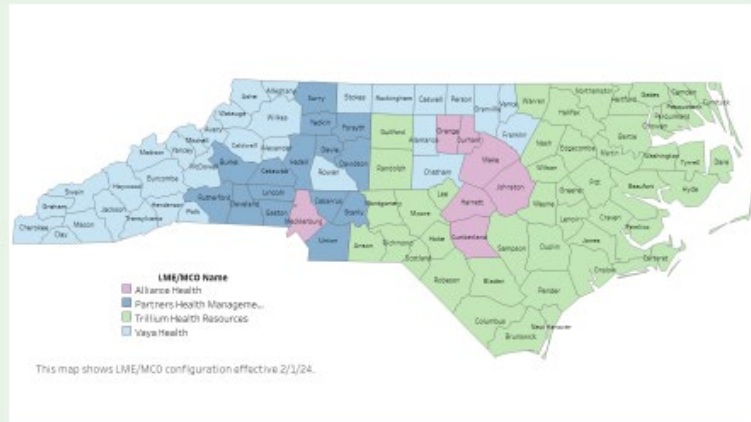 Ashe
Alleghany
Surry
Stokes
Rockingham
Caswell
Person
Granville
Vance
Warren
Northampton
Gates
Camden
Currituck
Hertford
Pasquotank
Perquimans
Chowan
Halifax
Watauga
Wilkes
Yadkin
Forsyth
Guilford
Alamance
Orange
Durham
Franklin
Nash
Edgecombe
Bertie
Martin
Washington
Tyrrell
Dare
Avery
Mitchell
Yancey
Madison
Caldwell
Alexander
Iredell
Davie
Davidson
Randolph
Chatham
Wake
Wilson
Pitt
Beaufort
Hyde
Burke
McDowell
Buncombe
Haywood
Swain
Graham
Catawba
Rowan
Lincoln
Rutherford
Cleveland
Gaston
Cabarrus
Stanly
Montgomery
Moore
Lee
Harnett
Johnston
Wayne
Greene
Lenoir
Craven
Pamlico
Henderson
Polk
Jackson
Transylvania
Macon
Cherokee
Clay
Mecklenburg
Union
Anson
Richmond
Hoke
Scotland
Cumberland
Sampson
Duplin
Jones
Onslow
Carteret
Robeson
Bladen
Pender
Columbus
New Hanover
Brunswick
LME/MCO Name
Alliance Health
Partners Health Manageme...
Trillium Health Resources
Vaya Health
This map shows LME/MCO configuration effective 2/1/24.